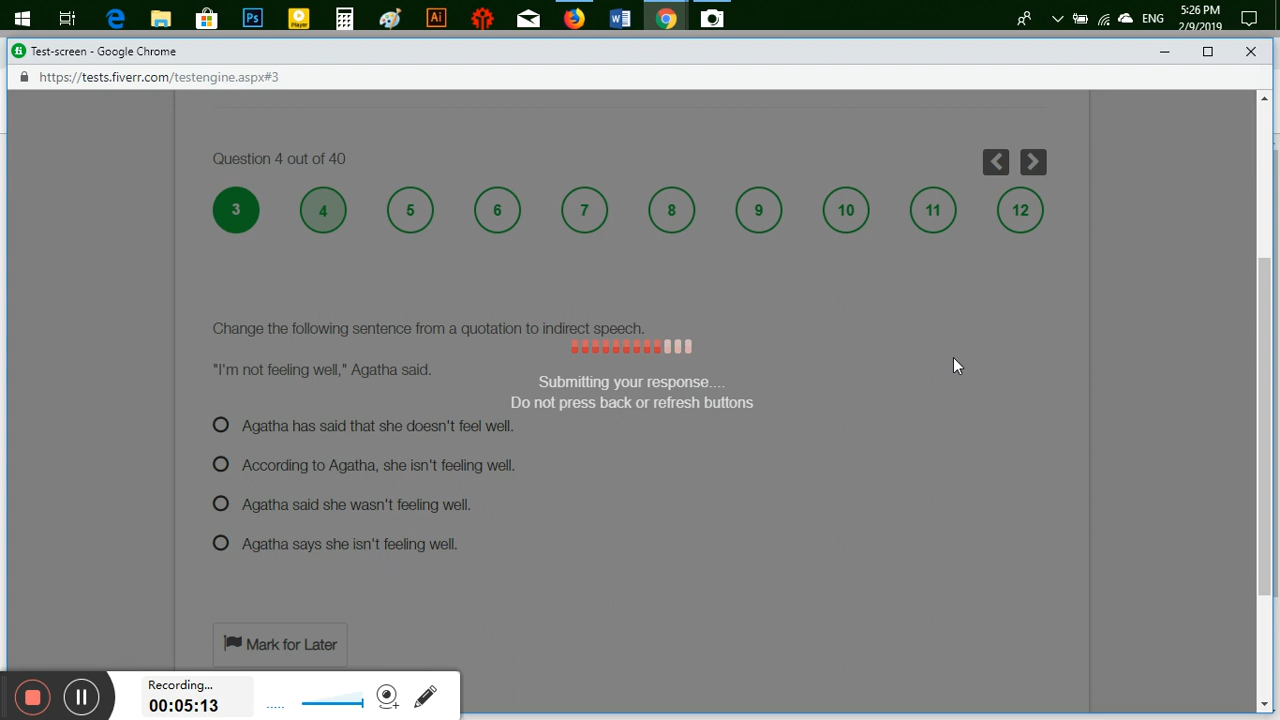 Ps
Player
Ai
ENG
5:26 PM
2/9/2019
Test-screen - Google Chrome
https://tests.fiverr.com/testengine.aspx#3
Question 4 out of 40
3 4 5 6 7 8 9 10 11 12
Change the following sentence from a quotation to indirect speech.
"I'm not feeling well," Agatha said.
Submitting your response....
Do not press back or refresh buttons
Agatha has said that she doesn't feel well.
According to Agatha, she isn't feeling well.
Agatha said she wasn't feeling well.
Agatha says she isn't feeling well.
Mark for Later
Recording...
00:05:13